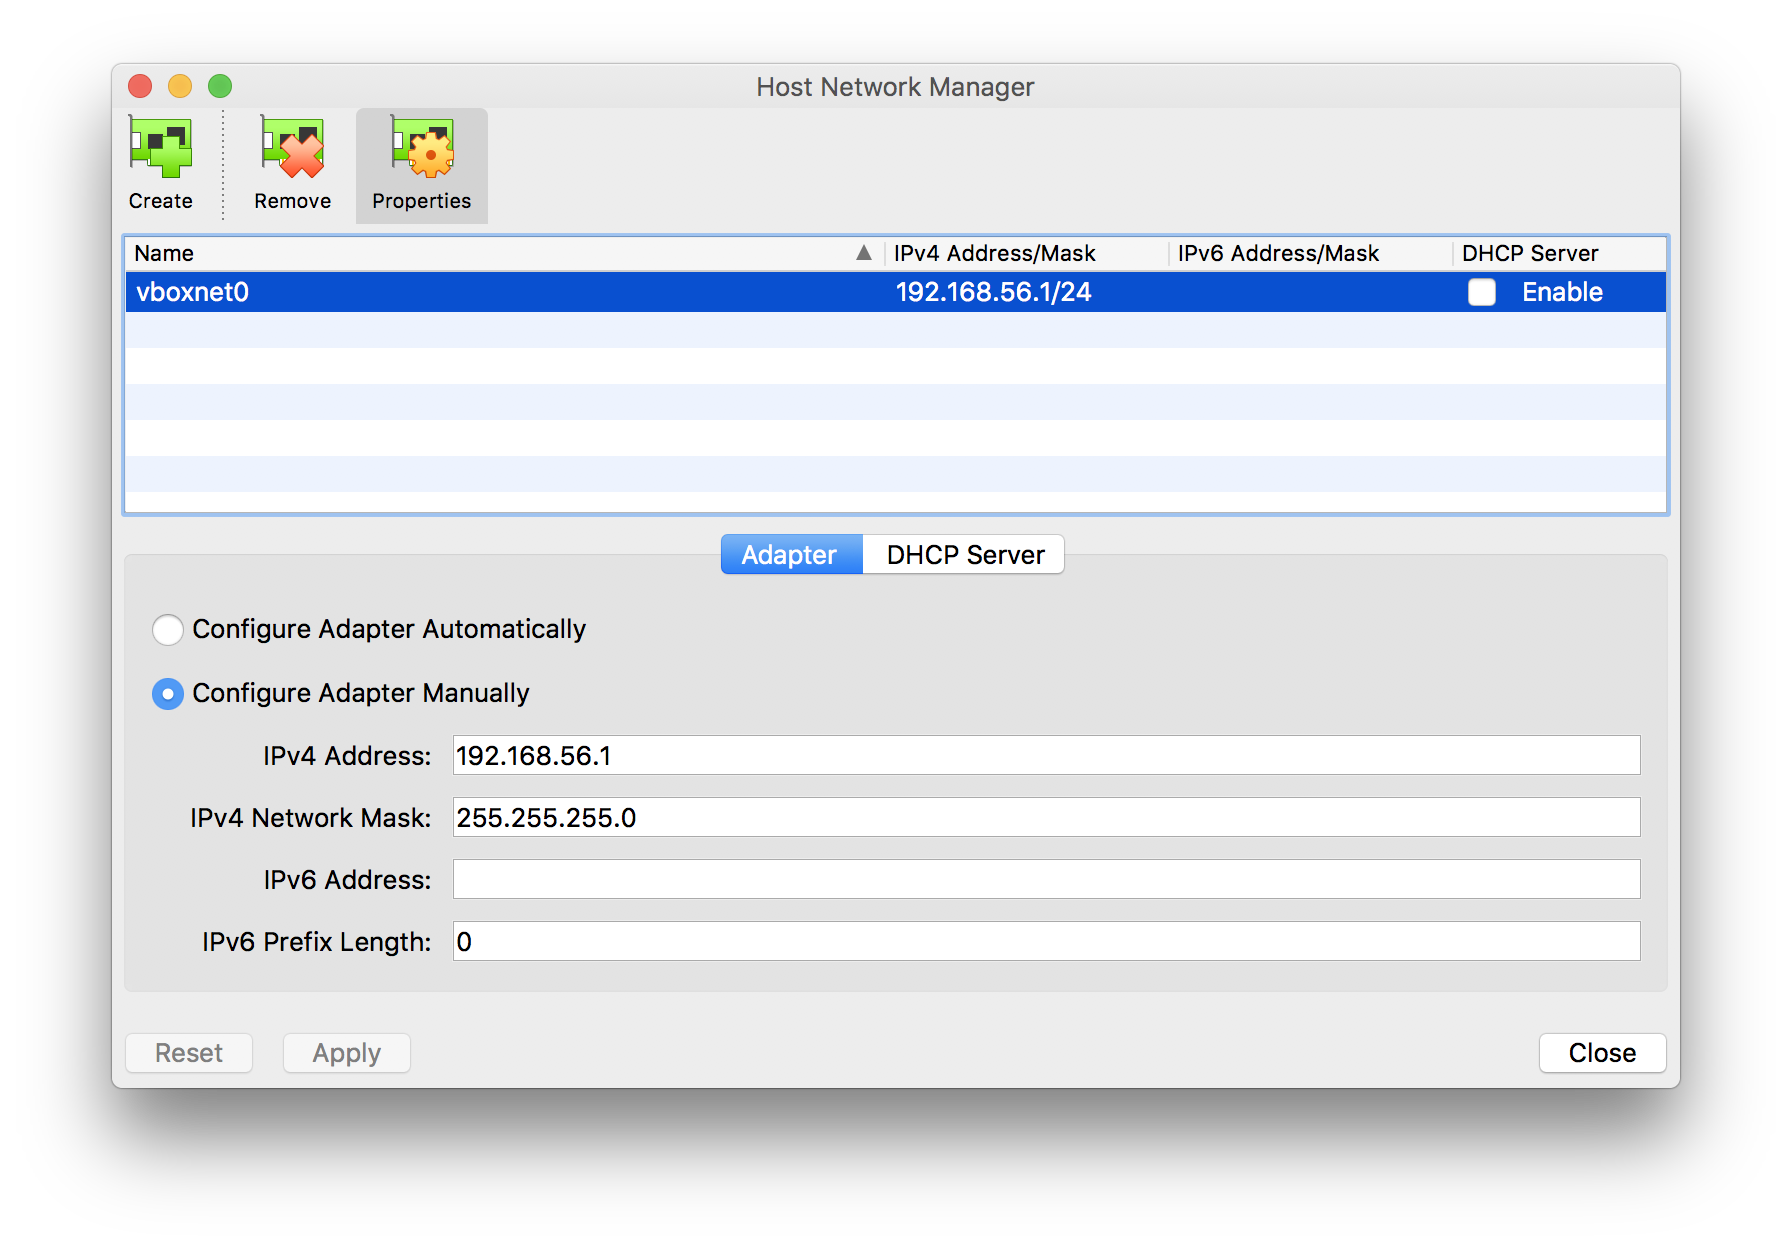 Host Network Manager
Create Remove Properties
Name IPv4 Address/Mask IPv6 Address/Mask DHCP Server
vboxnet0 192.168.56.1/24 Enable
Adapter DHCP Server
Configure Adapter Automatically
Configure Adapter Manually
IPv4 Address: 192.168.56.1
IPv4 Network Mask: 255.255.255.0
IPv6 Address:
IPv6 Prefix Length: 0
Reset Apply Close